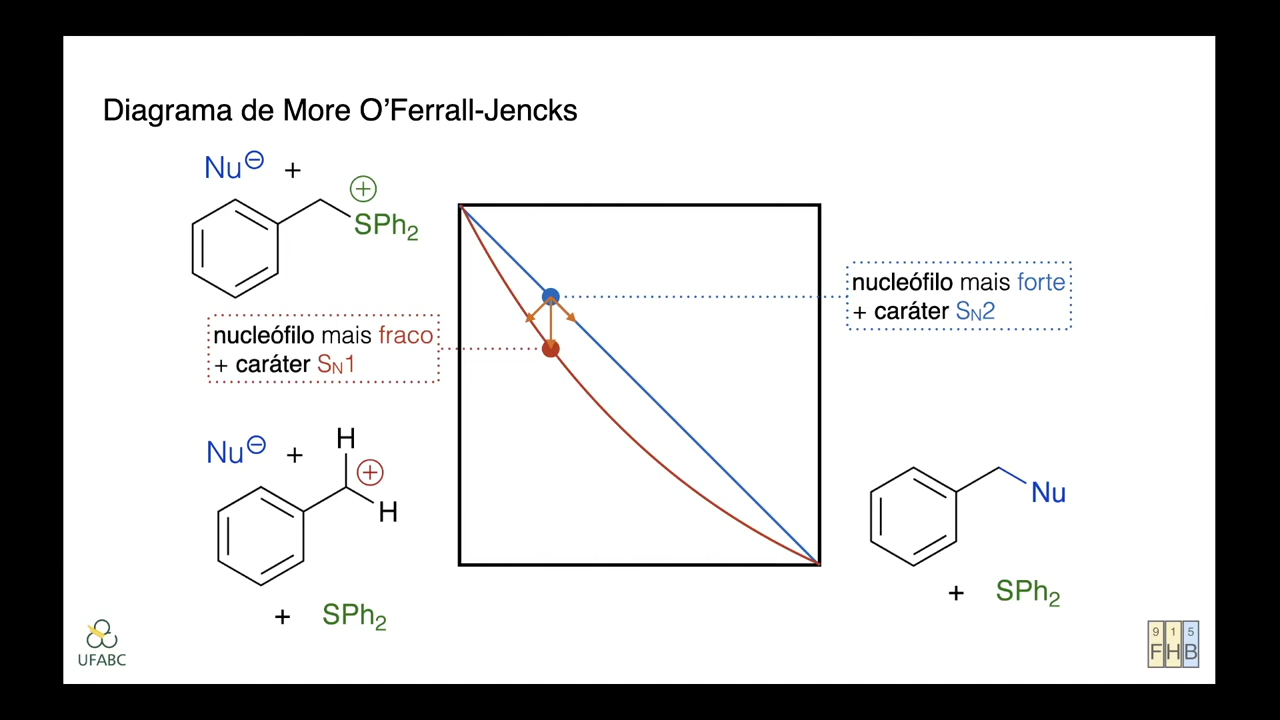 Diagrama de More O'Ferrall-Jencks
Nu⊖ +
⊕
SPh₂
nucleófilo mais forte
+ caráter SN2
nucleófilo mais fraco
+ caráter SN1
H
Nu⊖ + ⊕
H
Nu
+ SPh₂
+ SPh₂
UFABC
9 1 5
F H B